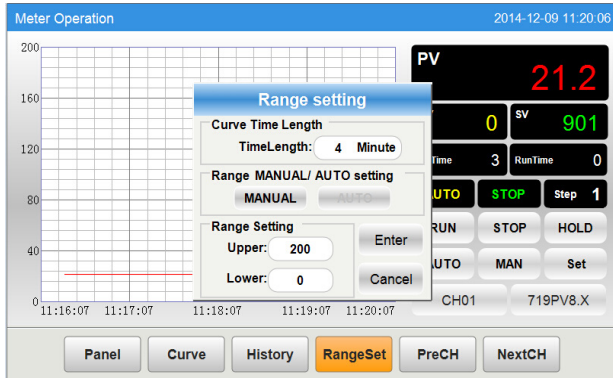 Meter Operation 2014-12-09 11:20:06
200
160
120
80
40
0
11:16:07 11:17:07 11:18:07 11:19:07 11:20:07
Range setting
Curve Time Length
TimeLength: 4 Minute
Range MANUAL/ AUTO setting
MANUAL AUTO
Range Setting
Upper: 200
Lower: 0
Enter
Cancel
PV
21.2
0 SV 901
Time 3 RunTime 0
UTO STOP Step 1
RUN STOP HOLD
UTO MAN Set
CH01 719PV8.X
Panel Curve History RangeSet PreCH NextCH